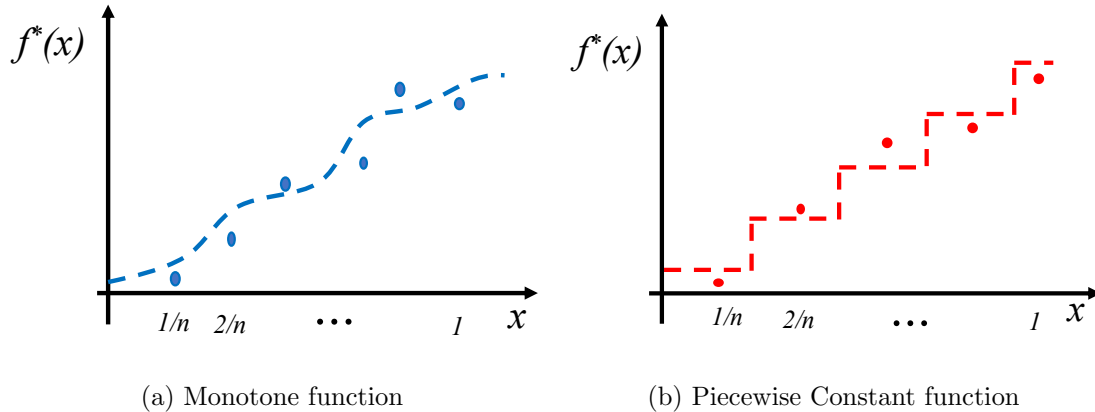 f*(x)
1/n 2/n ... 1 x
(a) Monotone function
f*(x)
1/n 2/n ... 1 x
(b) Piecewise Constant function